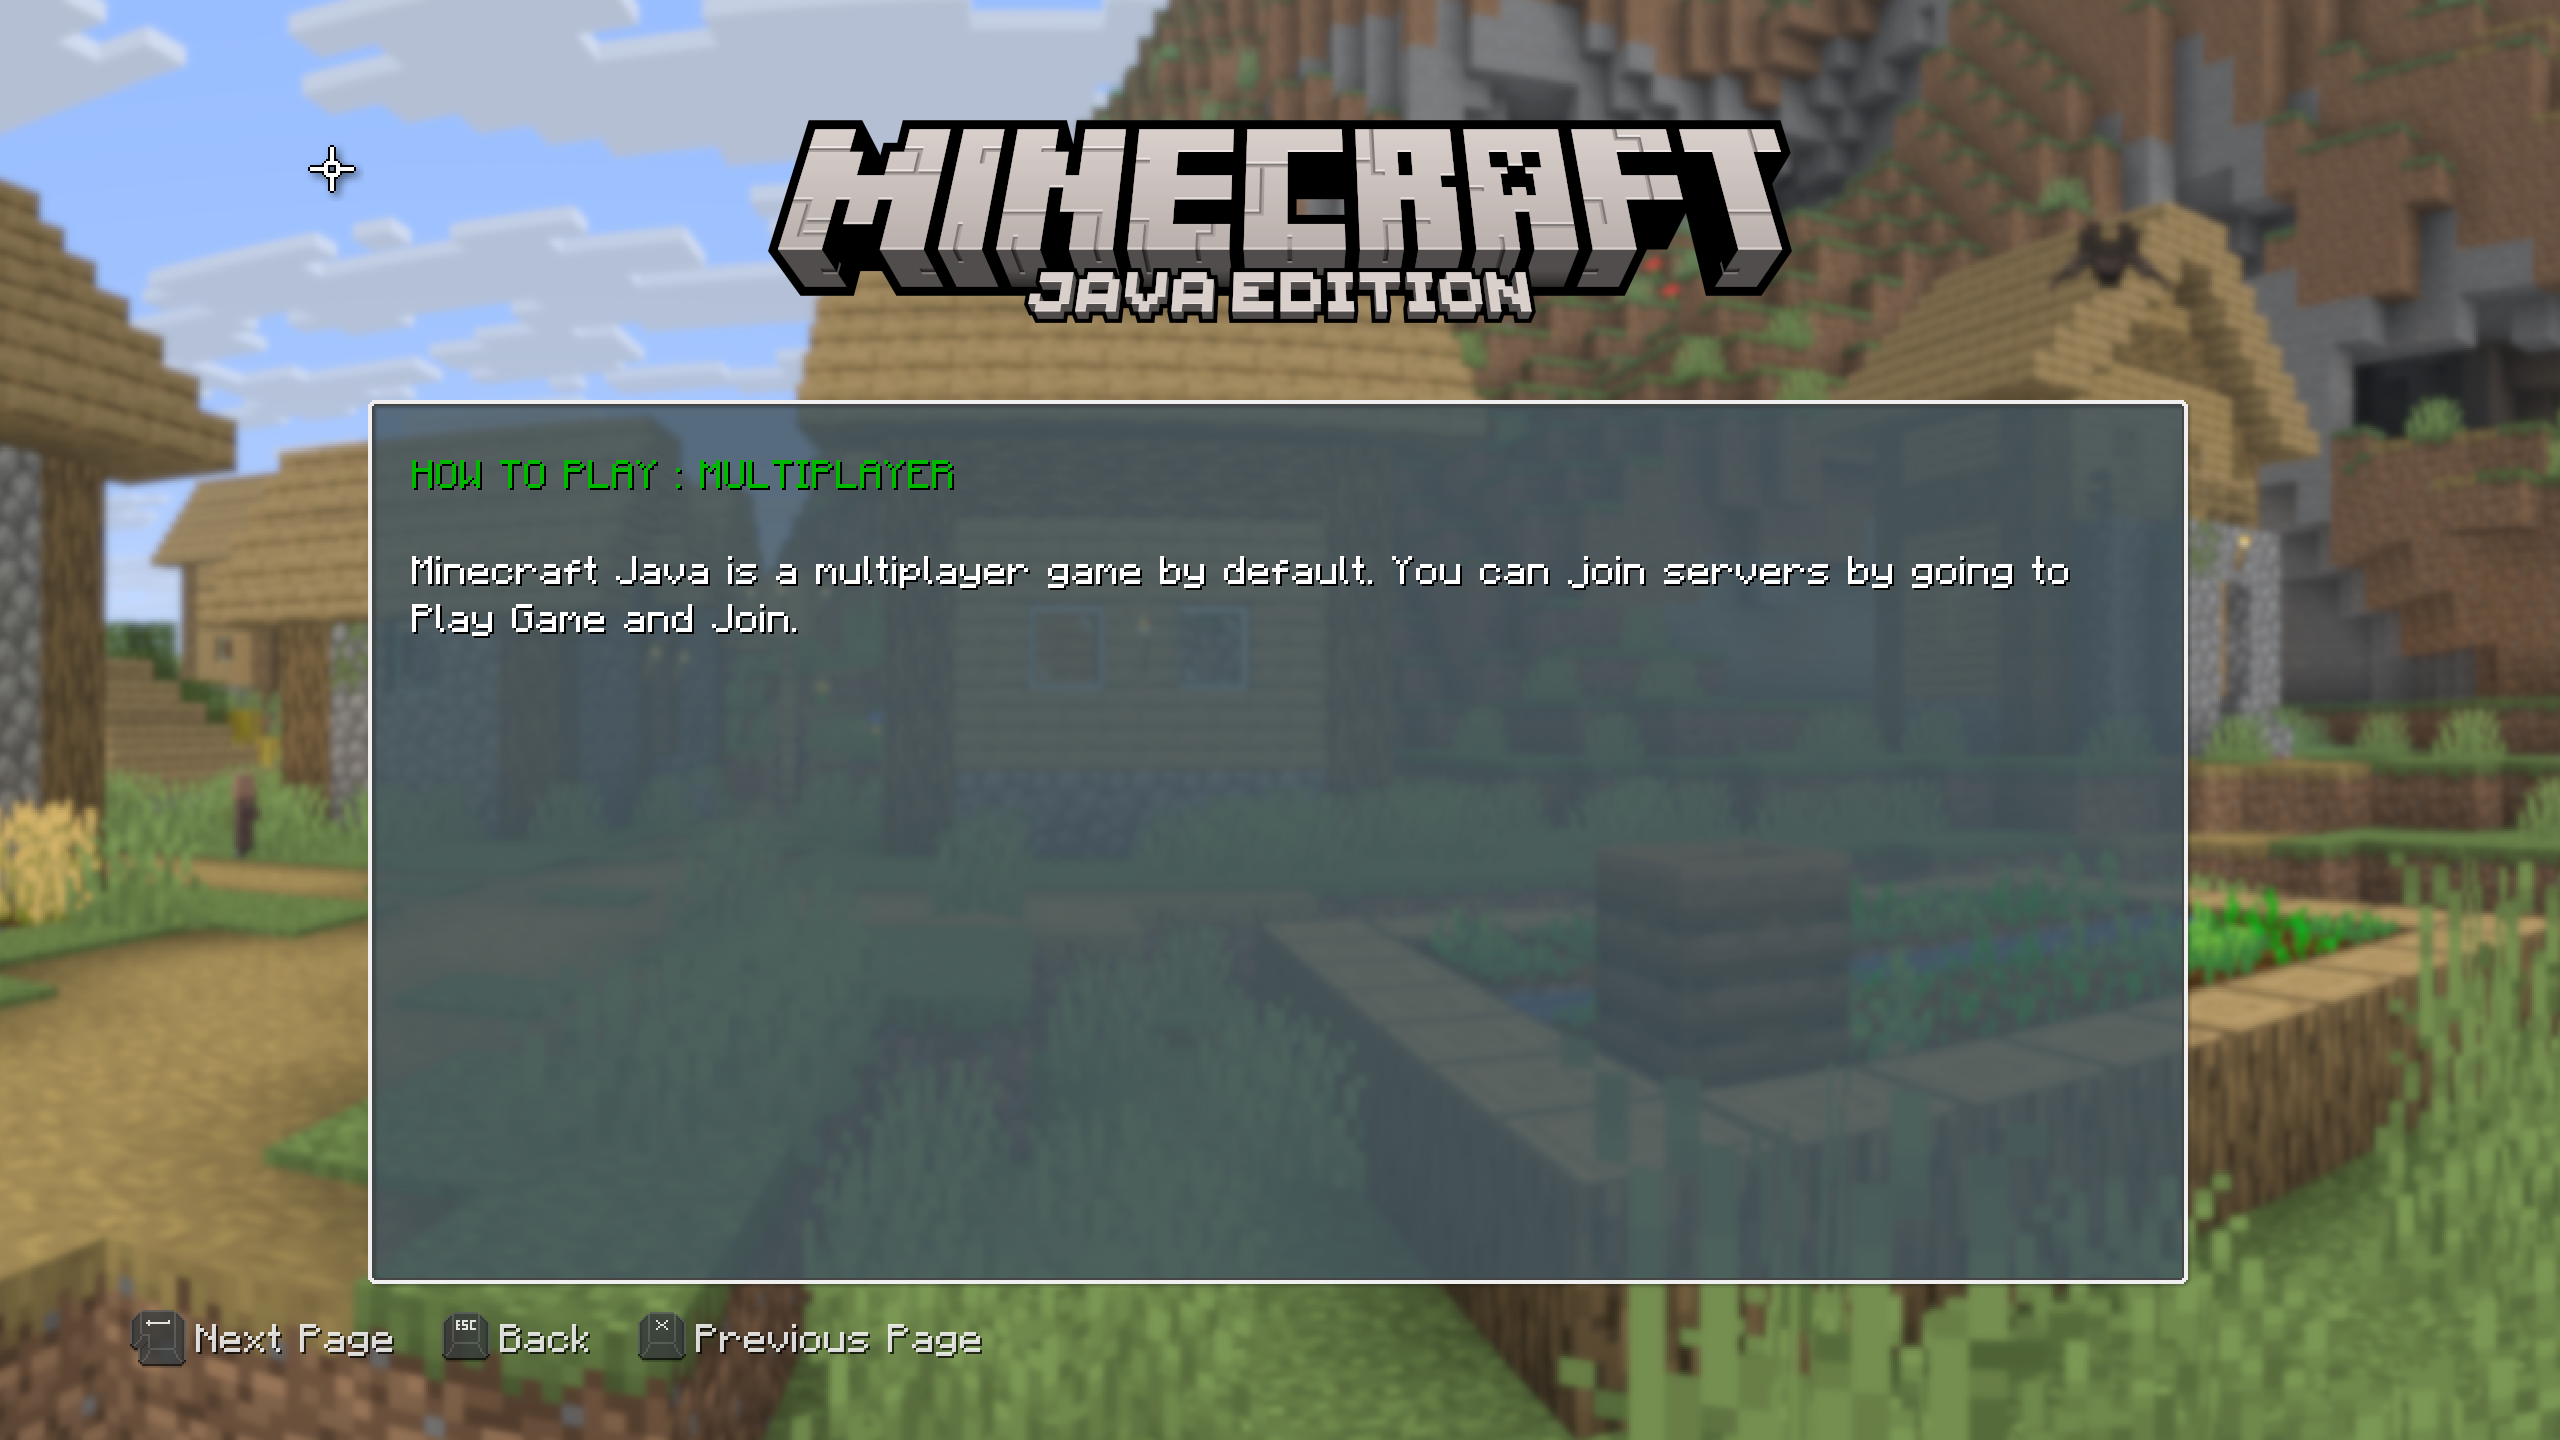 MINECRAFT
JAVA EDITION
HOW TO PLAY : MULTIPLAYER
Minecraft Java is a multiplayer game by default. You can join servers by going to
Play Game and Join.
Next Page ESC Back X Previous Page